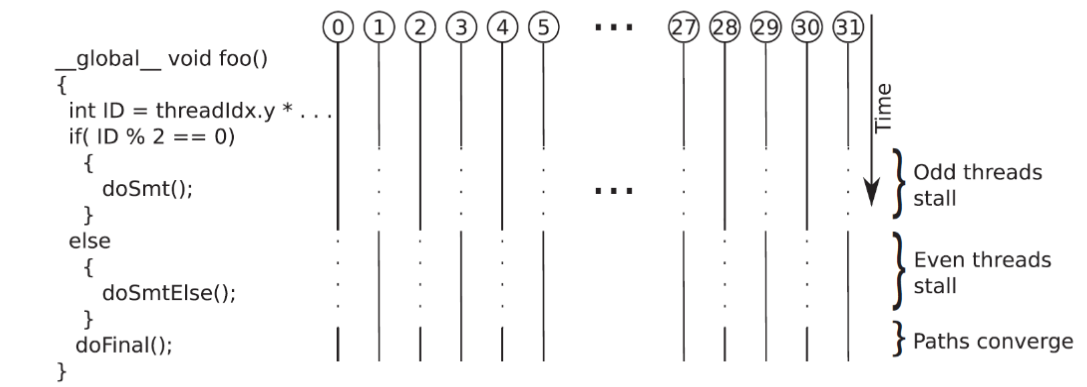 0 1 2 3 4 5 ... 27 28 29 30 31
__global__ void foo()
{
int ID = threadIdx.y * . . .
if( ID % 2 == 0)
{
doSmt();
}
else
{
doSmtElse();
}
doFinal();
}
...
Time
Odd threads
stall
Even threads
stall
Paths converge